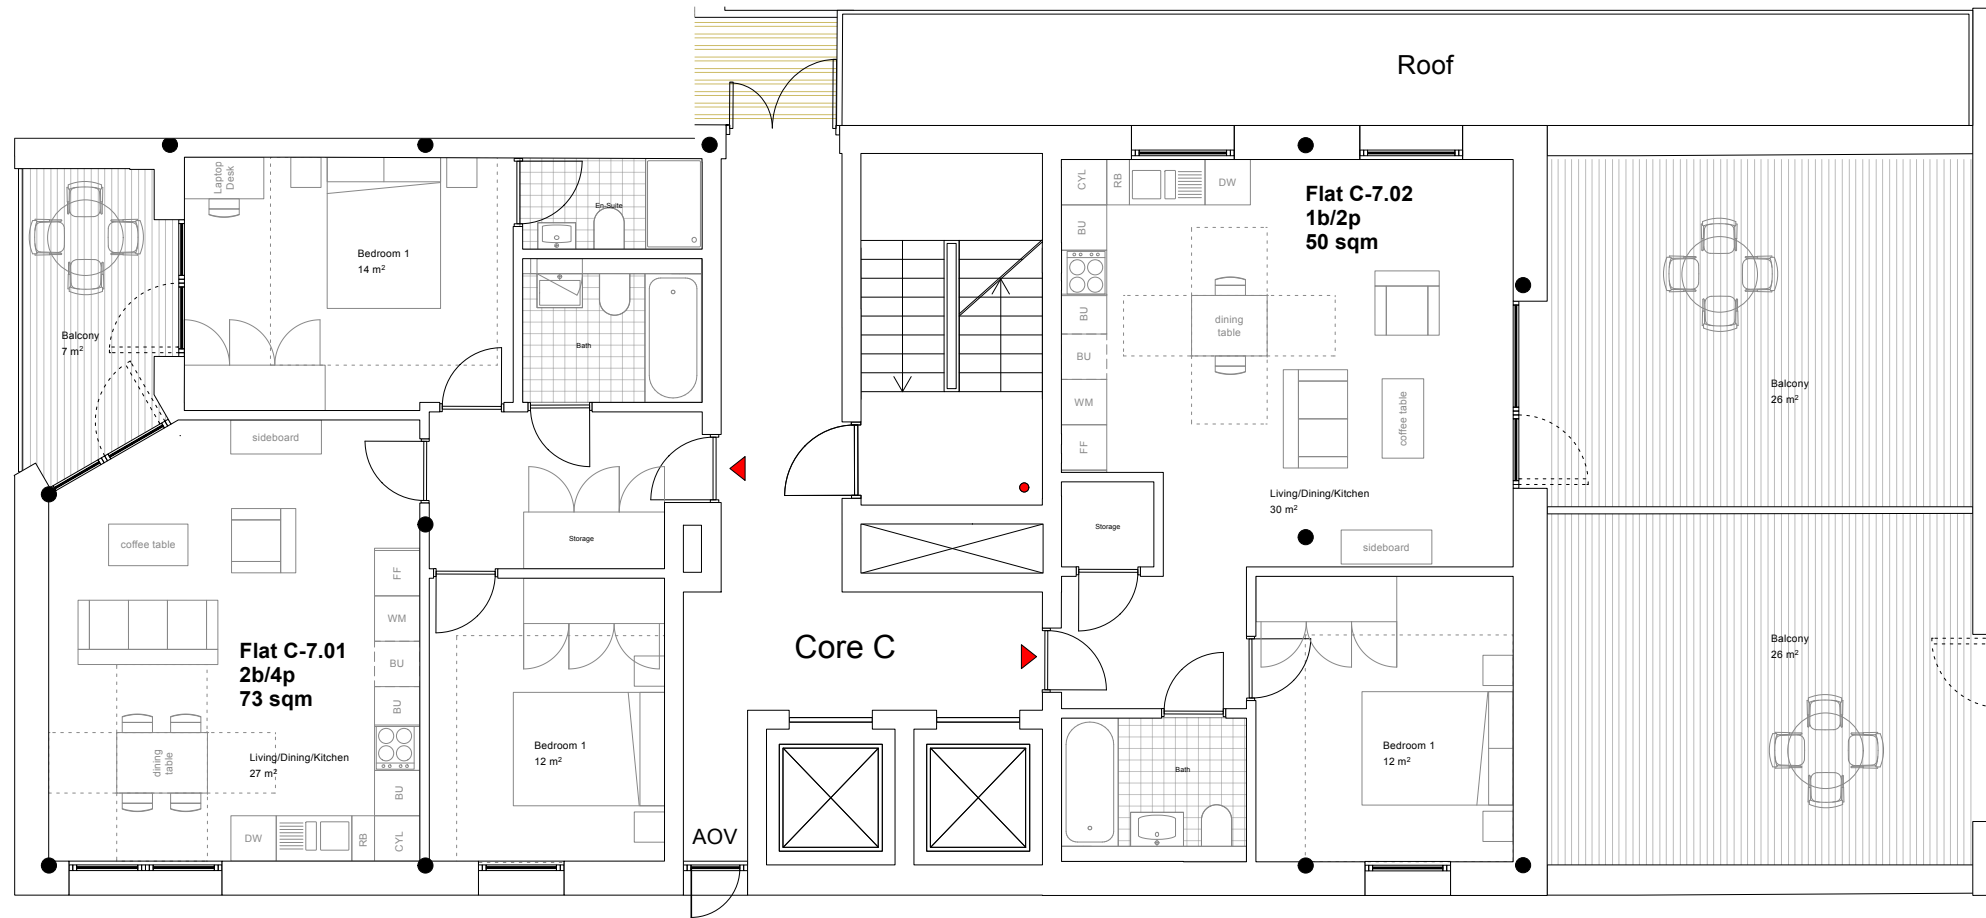 Roof
Laptop
Desk
En-Suite
CYL
RB
DW
Flat C-7.02
1b/2p
50 sqm
BU
Bedroom 1
14 m²
BU
dining
table
Balcony
7 m²
Bath
BU
Balcony
26 m²
WM
coffee table
sideboard
FF
Living/Dining/Kitchen
30 m²
Storage
coffee table
Storage
sideboard
FF
WM
Flat C-7.01
2b/4p
73 sqm
Core C
Balcony
26 m²
BU
BU
Living/Dining/Kitchen
27 m²
dining
table
Bedroom 1
12 m²
Bedroom 1
12 m²
Bath
BU
DW
RB
CYL
AOV